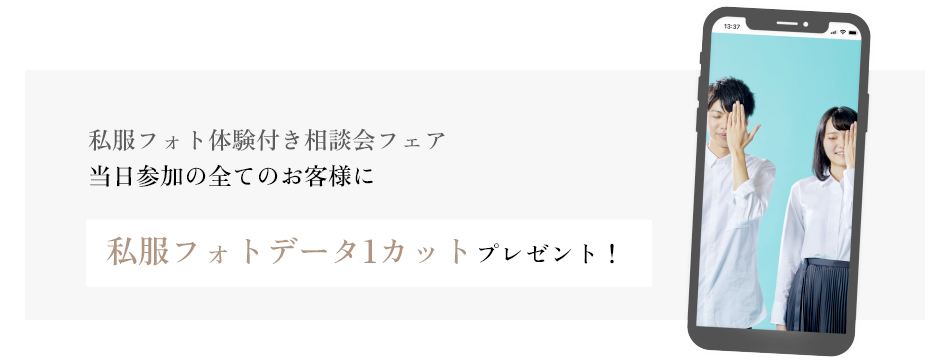 13:37
私服フォト体験付き相談会フェア
当日参加の全てのお客様に
私服フォトデータ1カットプレゼント！